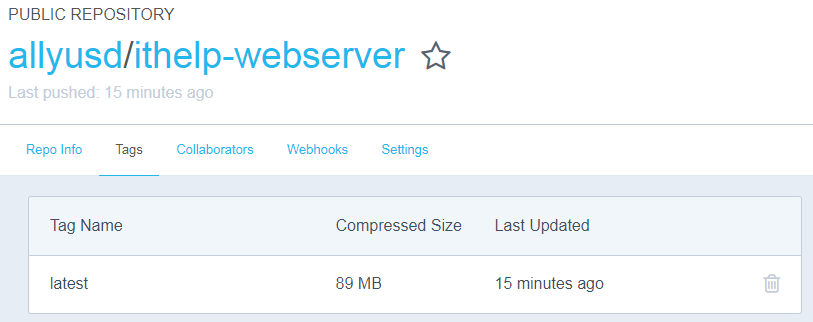 PUBLIC REPOSITORY
allyusd/ithelp-webserver
Last pushed: 15 minutes ago
Repo Info Tags Collaborators Webhooks Settings
Tag Name Compressed Size Last Updated
latest 89 MB 15 minutes ago